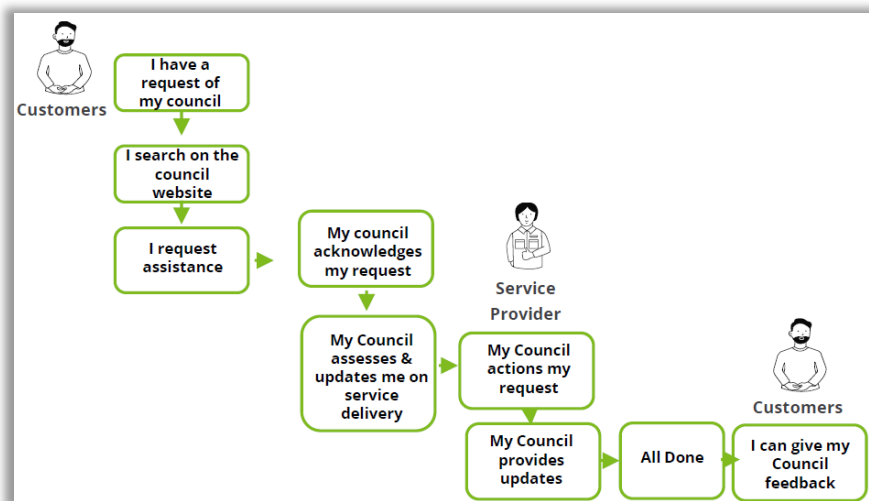 Customers
I have a
request of
my council
I search on the
council
website
I request
assistance
My council
acknowledges
my request
My Council
assesses &
updates me on
service
delivery
Service
Provider
My Council
actions my
request
My Council
provides
updates
All Done
Customers
I can give my
Council
feedback